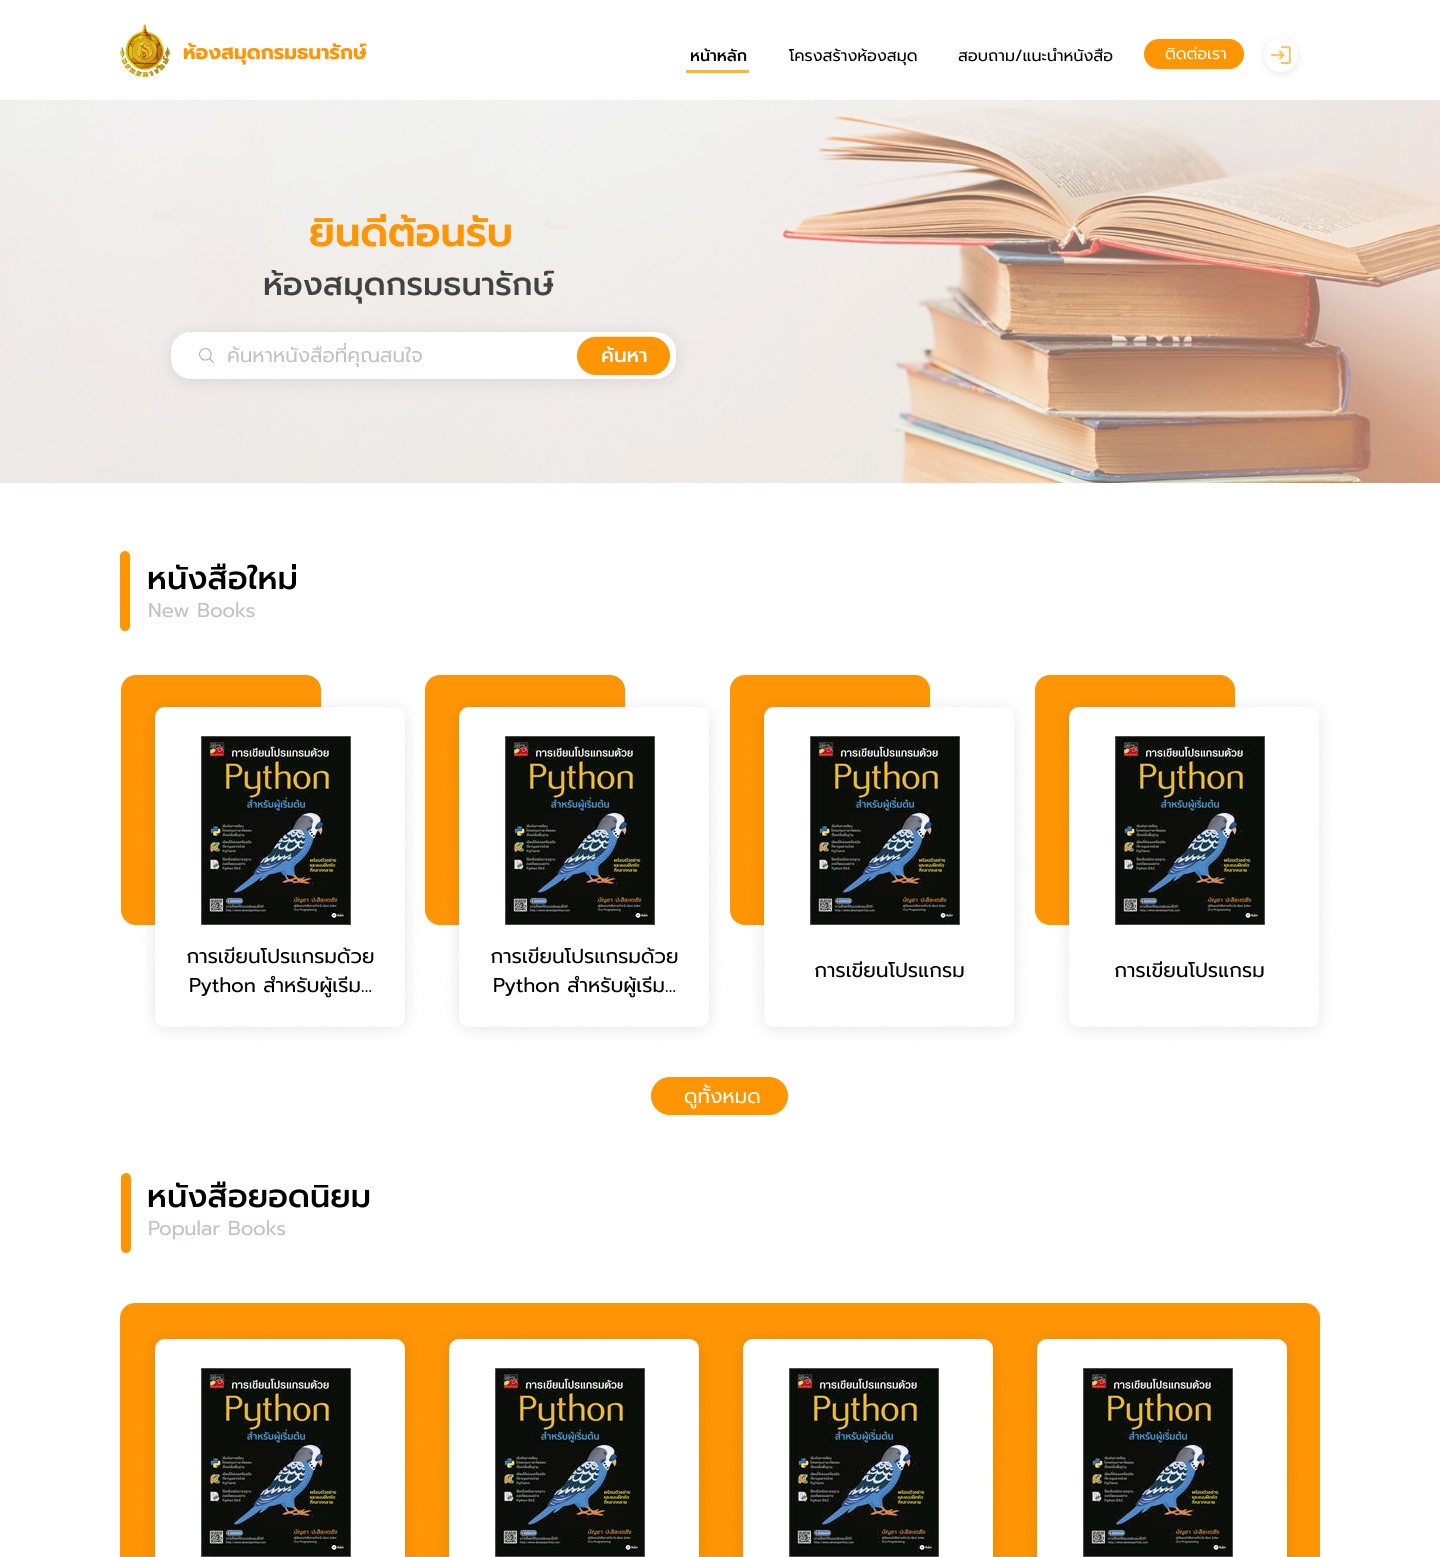 ห้องสมุดกรมธนารักษ์
หน้าหลัก
โครงสร้างห้องสมุด
สอบถาม/แนะนำหนังสือ
ติดต่อเรา
ยินดีต้อนรับ
ห้องสมุดกรมธนารักษ์
ค้นหาหนังสือที่คุณสนใจ
ค้นหา
หนังสือใหม่
New Books
การเขียนโปรแกรมด้วย
Python
สำหรับผู้เริ่มต้น
การเขียนโปรแกรมด้วย
Python สำหรับผู้เริ่ม...
การเขียนโปรแกรมด้วย
Python
สำหรับผู้เริ่มต้น
การเขียนโปรแกรมด้วย
Python สำหรับผู้เริ่ม...
การเขียนโปรแกรมด้วย
Python
สำหรับผู้เริ่มต้น
การเขียนโปรแกรม
การเขียนโปรแกรมด้วย
Python
สำหรับผู้เริ่มต้น
การเขียนโปรแกรม
ดูทั้งหมด
หนังสือยอดนิยม
Popular Books
การเขียนโปรแกรมด้วย
Python
สำหรับผู้เริ่มต้น
การเขียนโปรแกรมด้วย
Python
สำหรับผู้เริ่มต้น
การเขียนโปรแกรมด้วย
Python
สำหรับผู้เริ่มต้น
การเขียนโปรแกรมด้วย
Python
สำหรับผู้เริ่มต้น